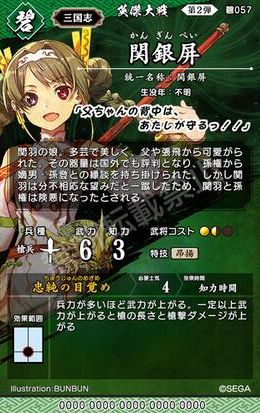 碧
三国志
英傑大戦
第2弾
碧057
かん ぎん ぺい
関銀屏
統一名称：関銀屏
生没年：不明
「父ちゃんの背中は、
あたしが守るっ！！」
関羽の娘。多芸で美しく、父や張飛から可愛がら
れた。その器量は国外でも評判となり、孫権から
嫡男・孫登との縁談を持ち掛けられた。しかし関
羽は分不相応な望みだと一蹴したため、関羽と孫
権は険悪になったとされる。
兵種 武力 知力 武将コスト
槍兵 6 3
特技 昂揚
ちゅうじゅんのめざめ
忠純の目覚め
必要士気
4
効果時間
知力時間
効果範囲
兵力が多いほど武力が上がる。一定以上武
力が上がると槍の長さと槍撃ダメージが上
がる
Illustration:BUNBUN
©SEGA
0000-0000-0000-0000-0000